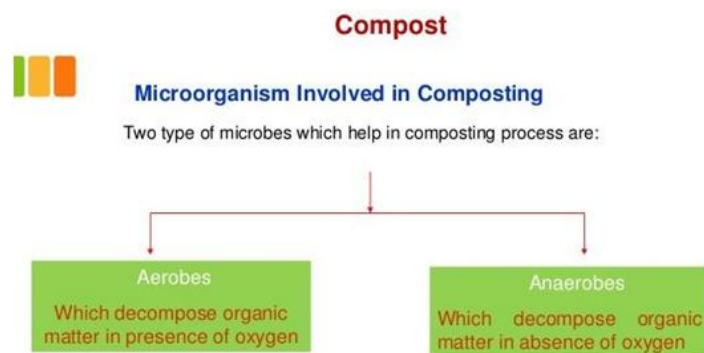 Compost
Microorganism Involved in Composting
Two type of microbes which help in composting process are:
Aerobes
Which decompose organic
matter in presence of oxygen
Anaerobes
Which decompose organic
matter in absence of oxygen